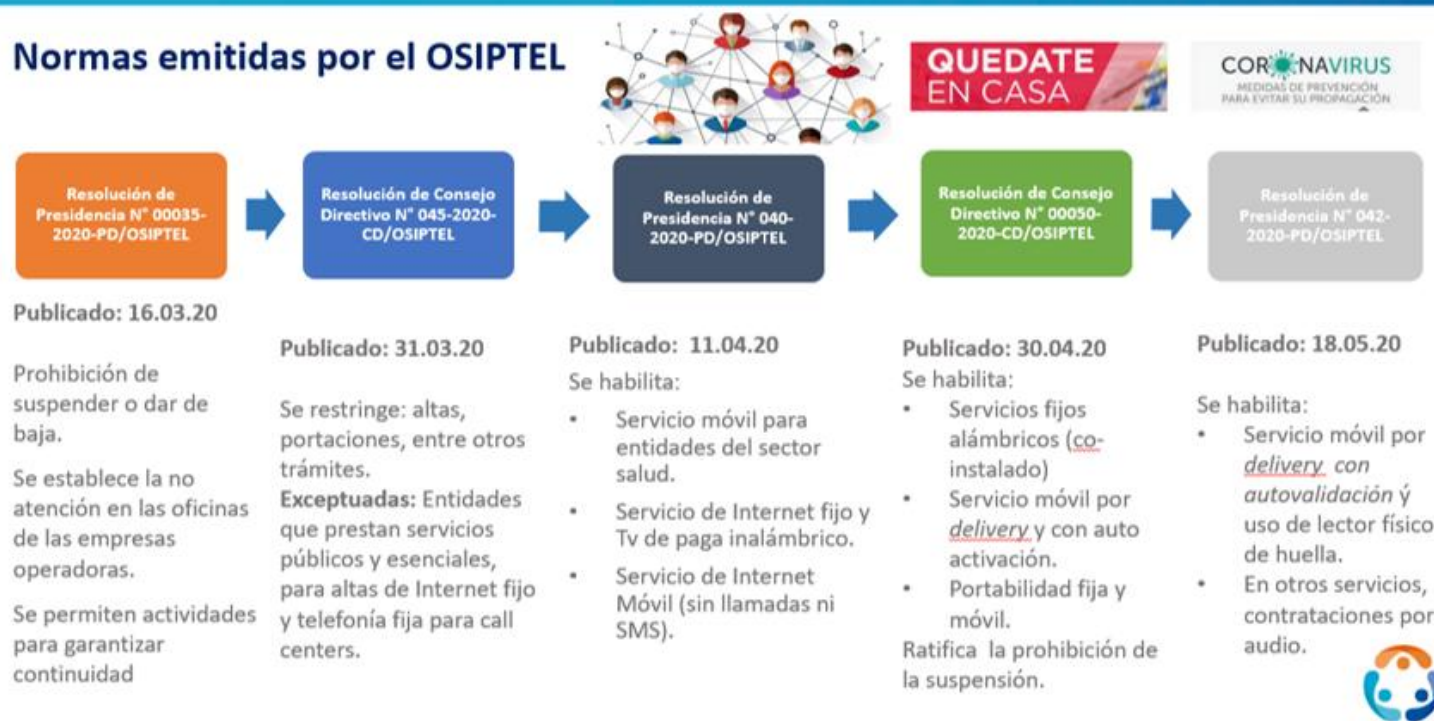 Normas emitidas por el OSIPTEL
QUEDATE
EN CASA
CORONAVIRUS
MEDIDAS DE PREVENCIÓN
PARA EVITAR SU PROPAGACIÓN
Resolución de
Presidencia N° 00035-
2020-PD/OSIPTEL
Resolución de Consejo
Directivo N° 045-2020-
CD/OSIPTEL
Resolución de
Presidencia N° 040-
2020-PD/OSIPTEL
Resolución de Consejo
Directivo N° 00050-
2020-CD/OSIPTEL
Resolución de
Presidencia N° 042-
2020-PD/OSIPTEL
Publicado: 16.03.20
Prohibición de
suspender o dar de
baja.
Se establece la no
atención en las oficinas
de las empresas
operadoras.
Se permiten actividades
para garantizar
continuidad
Publicado: 31.03.20
Se restringe: altas,
portaciones, entre otros
trámites.
Exceptuadas: Entidades
que prestan servicios
públicos y esenciales,
para altas de Internet fijo
y telefonía fija para call
centers.
Publicado: 11.04.20
Se habilita:
• Servicio móvil para
entidades del sector
salud.
• Servicio de Internet fijo y
Tv de paga inalámbrico.
• Servicio de Internet
Móvil (sin llamadas ni
SMS).
Publicado: 30.04.20
Se habilita:
• Servicios fijos
alámbricos (co-
instalado)
• Servicio móvil por
delivery y con auto
activación.
• Portabilidad fija y
móvil.
Ratifica la prohibición de
la suspensión.
Publicado: 18.05.20
Se habilita:
• Servicio móvil por
delivery con
autovalidación ý
uso de lector físico
de huella.
• En otros servicios,
contrataciones por
audio.